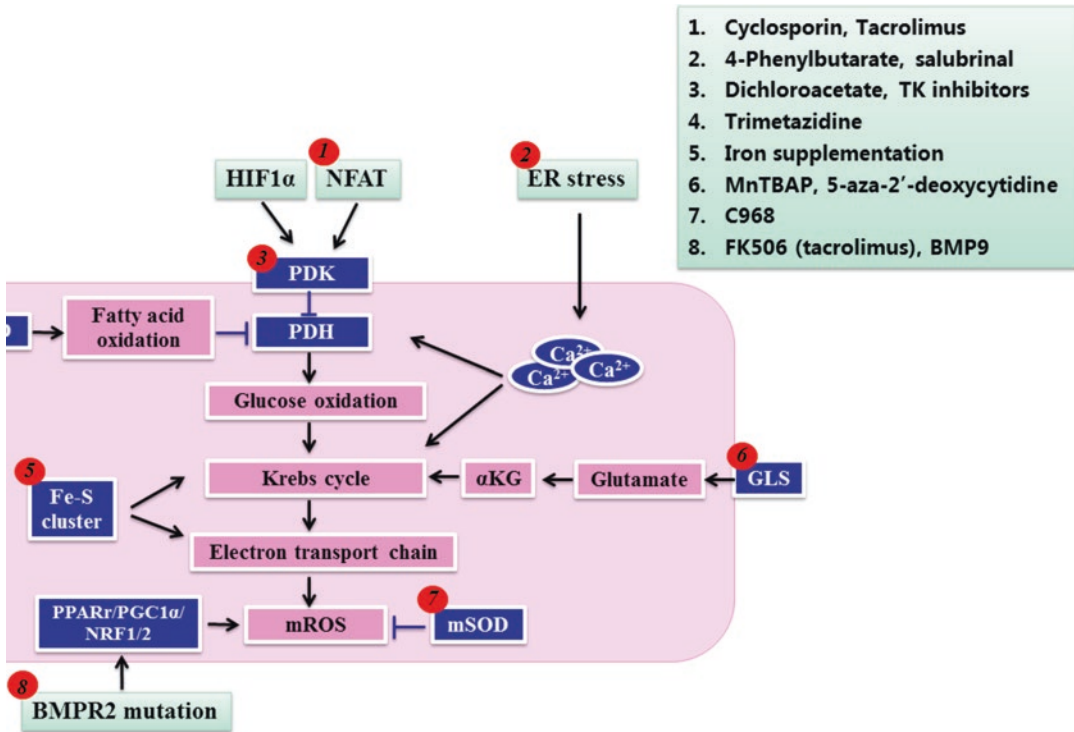 1. Cyclosporin, Tacrolimus
2. 4-Phenylbutarate, salubrinal
3. Dichloroacetate, TK inhibitors
4. Trimetazidine
5. Iron supplementation
6. MnTBAP, 5-aza-2′-deoxycytidine
7. C968
8. FK506 (tacrolimus), BMP9
1
2
HIF1α
NFAT
ER stress
3
PDK
Fatty acid
oxidation
PDH
Ca²⁺
Ca²⁺
Ca²⁺
Glucose oxidation
5
6
Krebs cycle
αKG
Glutamate
GLS
Fe-S
cluster
Electron transport chain
7
PPARr/PGC1α/
NRF1/2
mROS
mSOD
8
BMPR2 mutation